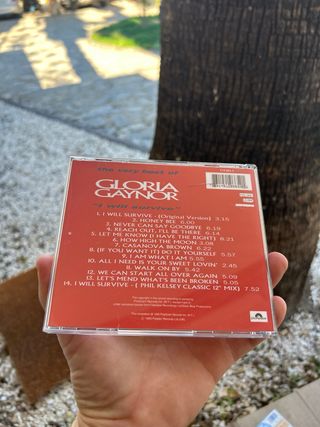 the very best of
GLORIA
GAYNOR
"I will survive"
1. I WILL SURVIVE - (Original Version) 3.15
2. HONEY BEE 6.00
3. NEVER CAN SAY GOODBYE 6.19
4. REACH OUT, I'LL BE THERE 6.14
5. LET ME KNOW (I HAVE THE RIGHT) 6.21
6. HOW HIGH THE MOON 3.08
7. CASANOVA BROWN 6.22
8. (IF YOU WANT IT) DO IT YOURSELF 5.57
9. I AM WHAT I AM 5.55
10. ALL I NEED IS YOUR SWEET LOVIN' 2.45
11. WALK ON BY 5.42
12. WE CAN START ALL OVER AGAIN 5.09
13. LET'S MEND WHAT'S BEEN BROKEN 5.21
14. I WILL SURVIVE - ( PHIL KELSEY CLASSIC 12" MIX) 7.52